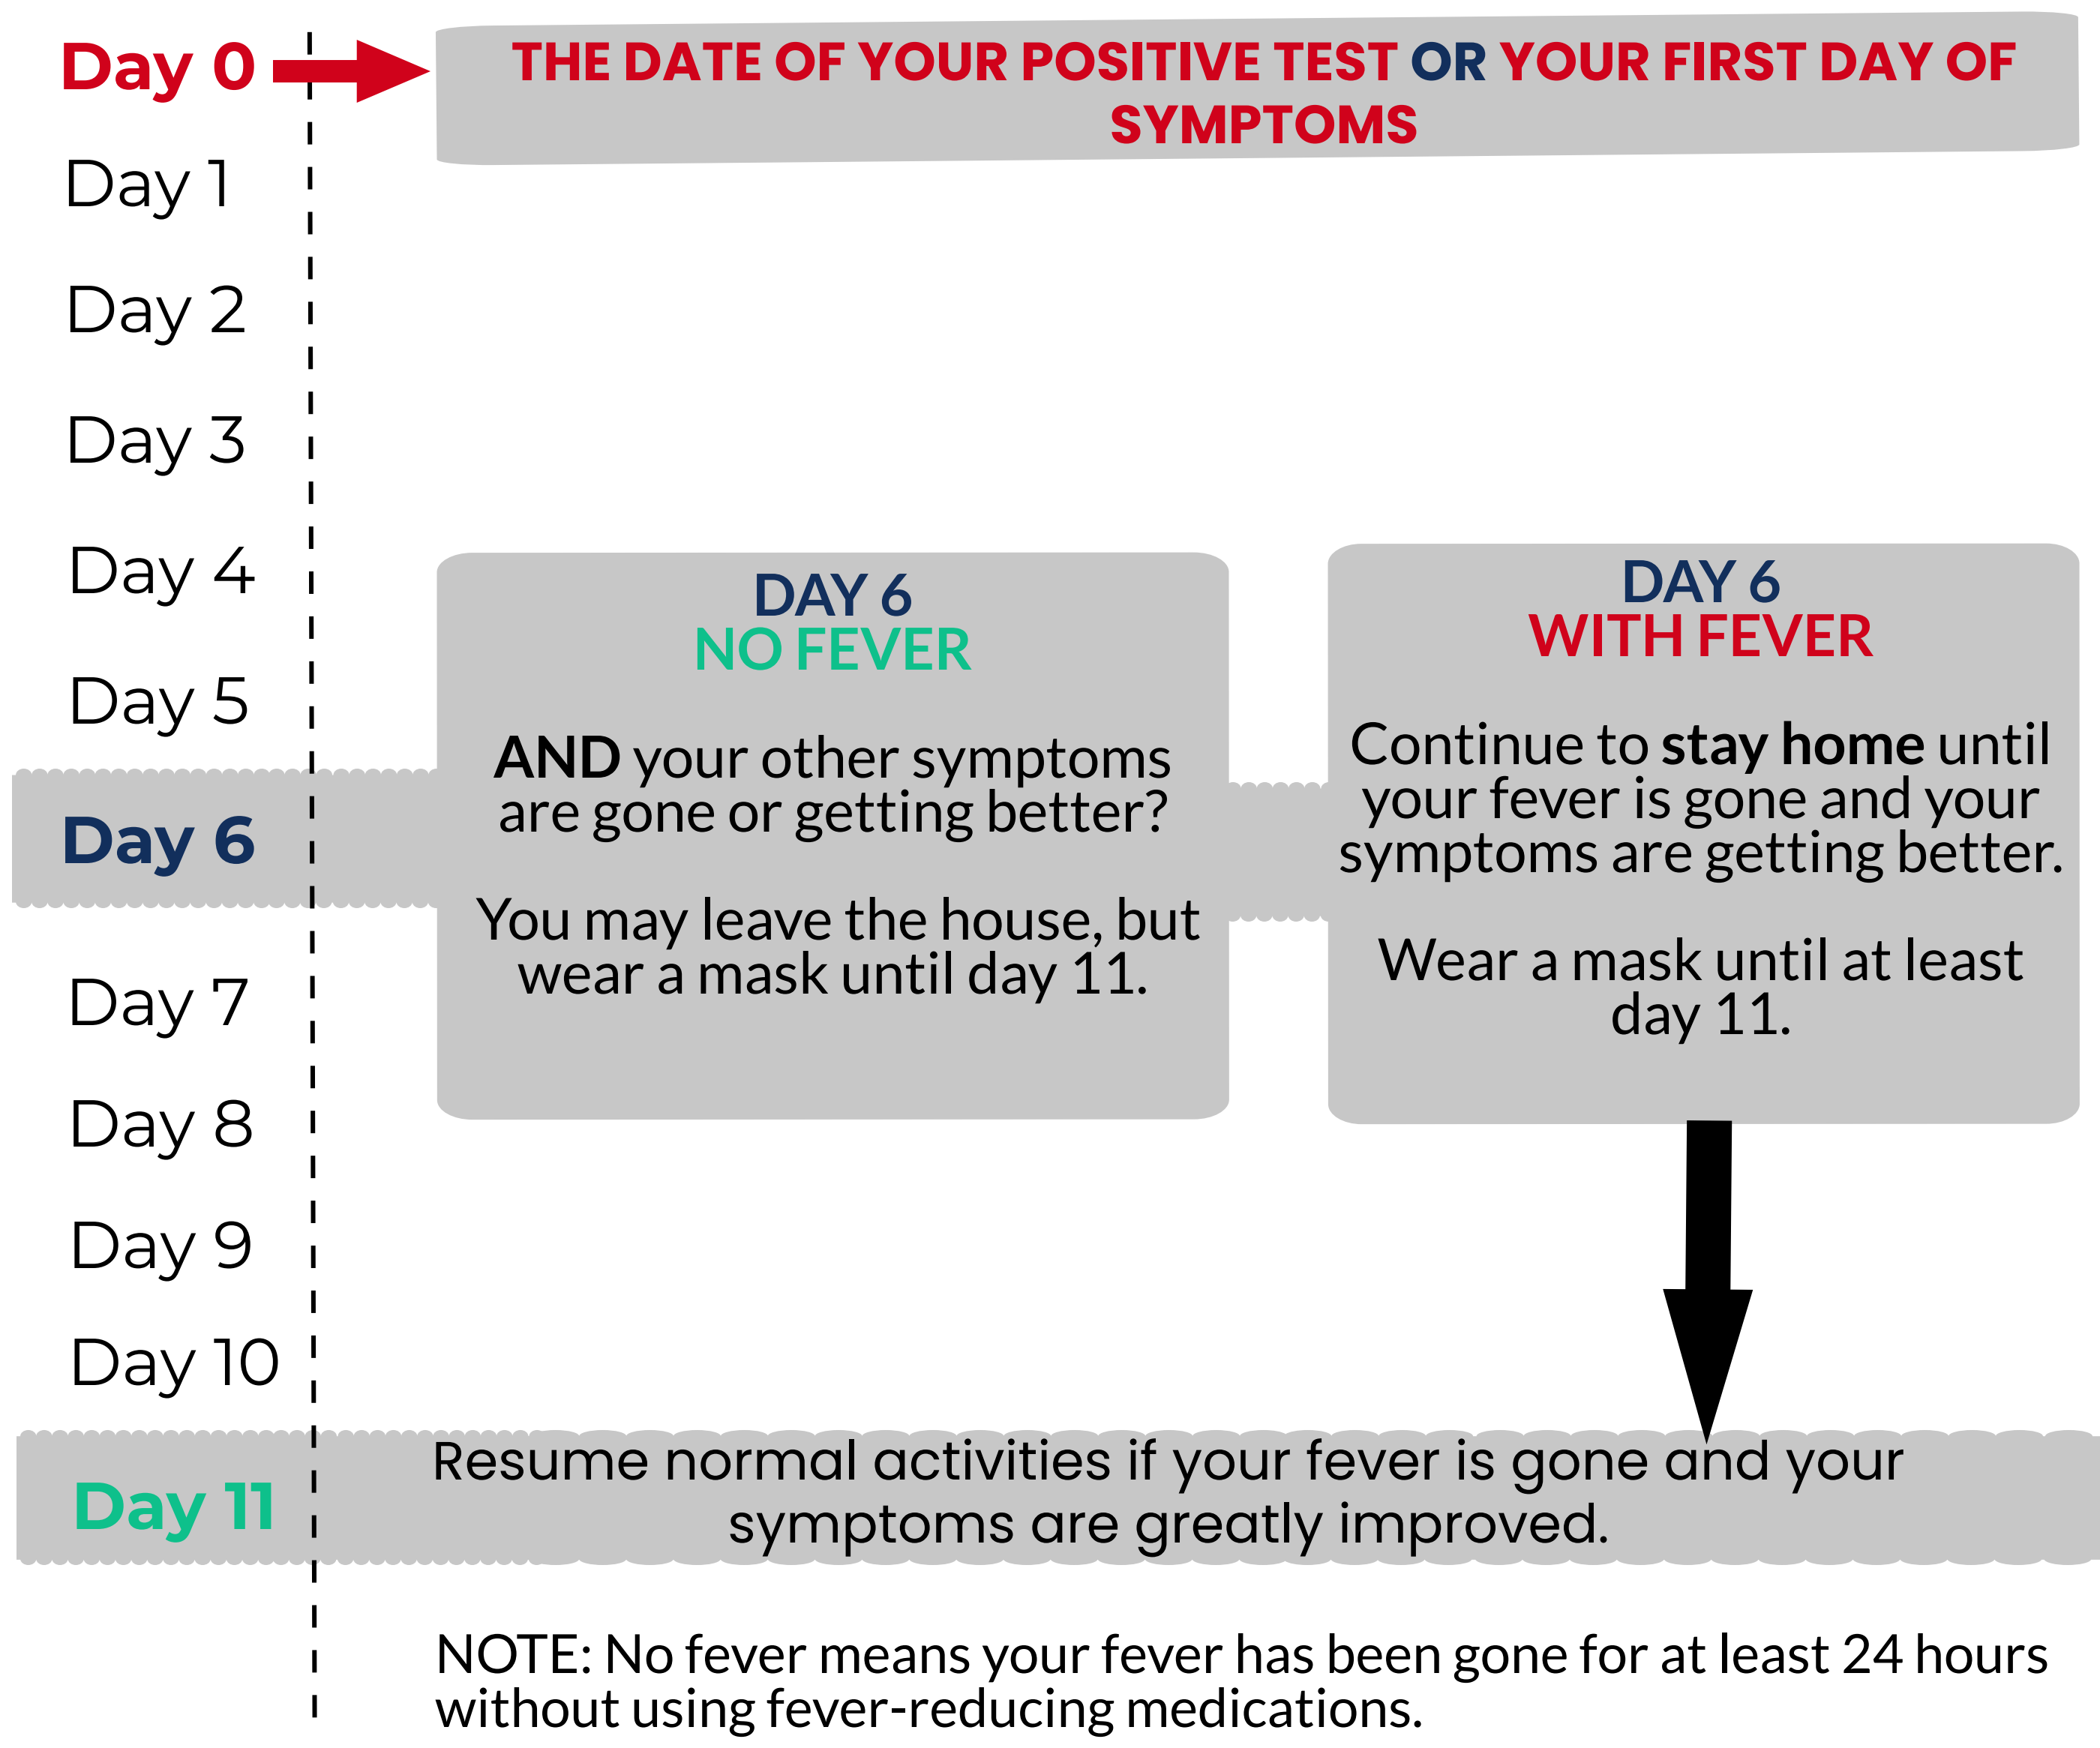 Day 0
THE DATE OF YOUR POSITIVE TEST OR YOUR FIRST DAY OF
SYMPTOMS
Day 1
Day 2
Day 3
Day 4
Day 5
Day 6
Day 7
Day 8
Day 9
Day 10
Day 11
DAY 6
NO FEVER
AND your other symptoms
are gone or getting better?
You may leave the house, but
wear a mask until day 11.
DAY 6
WITH FEVER
Continue to stay home until
your fever is gone and your
symptoms are getting better.
Wear a mask until at least
day 11.
Resume normal activities if your fever is gone and your
symptoms are greatly improved.
NOTE: No fever means your fever has been gone for at least 24 hours
without using fever-reducing medications.